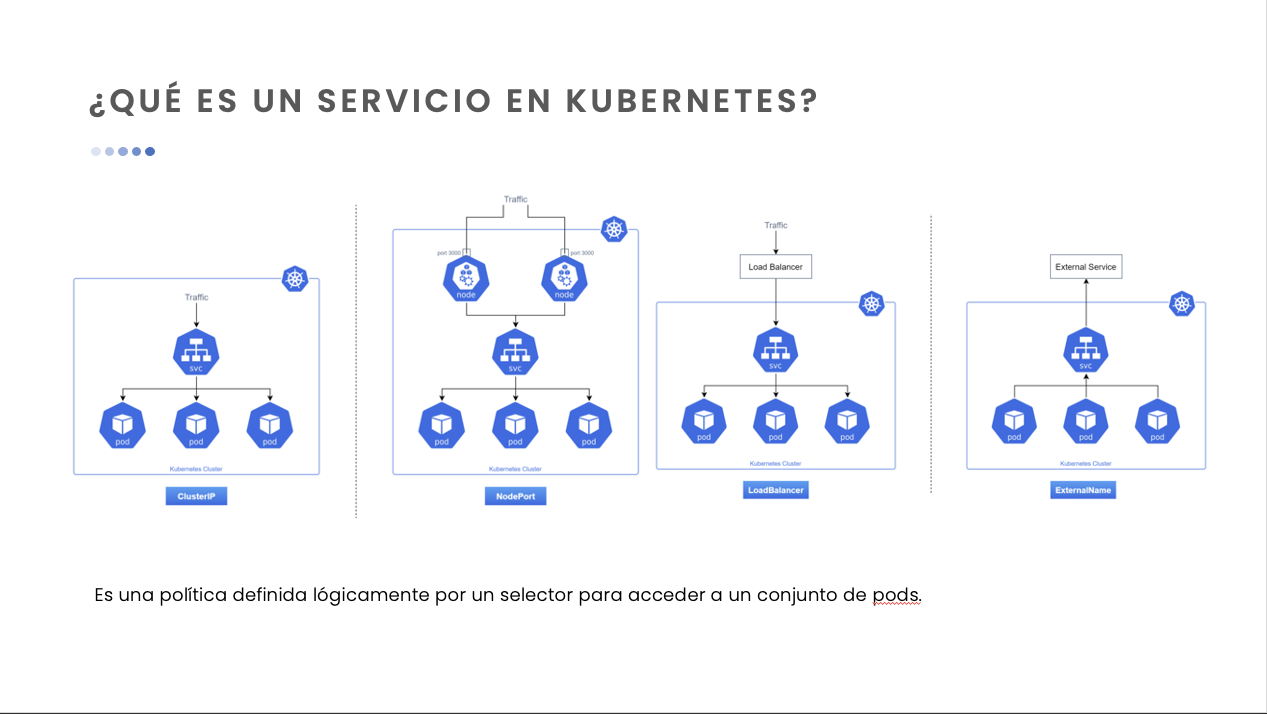 ¿QUÉ ES UN SERVICIO EN KUBERNETES?
Traffic
svc
pod pod pod
Kubernetes Cluster
ClusterIP
Traffic
port 3000 port 3000
node node
svc
pod pod pod
Kubernetes Cluster
NodePort
Traffic
Load Balancer
svc
pod pod pod
Kubernetes Cluster
LoadBalancer
External Service
svc
pod pod pod
Kubernetes Cluster
ExternalName
Es una política definida lógicamente por un selector para acceder a un conjunto de pods.